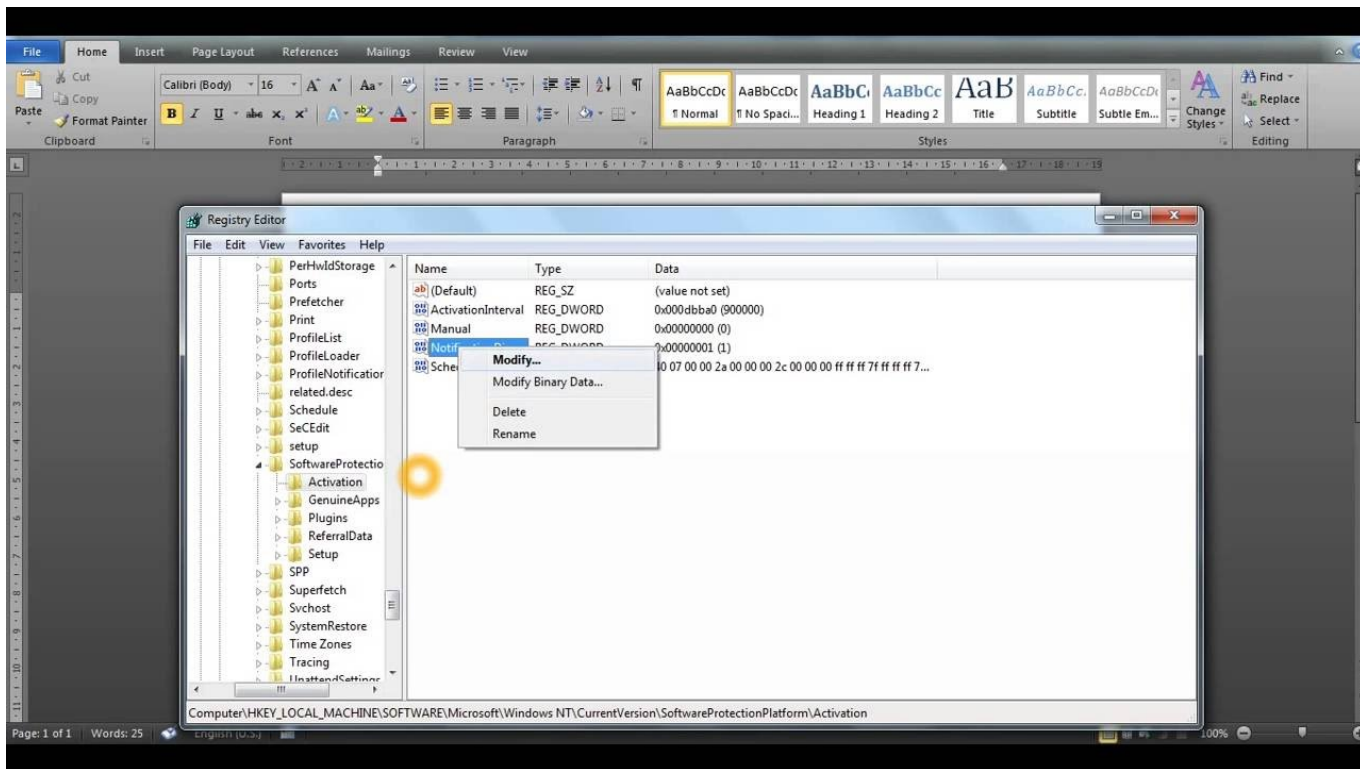 File Home Insert Page Layout References Mailings Review View
Cut
Copy
Paste
Format Painter
Clipboard
Calibri (Body) 16
Font
Paragraph
AaBbCcDc AaBbCcDc AaBbC AaBbCc AaB AaBbCc. AaBbCcDc
¶ Normal ¶ No Spaci... Heading 1 Heading 2 Title Subtitle Subtle Em...
Change
Styles
Styles
Find
Replace
Select
Editing
Registry Editor
File Edit View Favorites Help
PerHwIdStorage
Ports
Prefetcher
Print
ProfileList
ProfileLoader
ProfileNotification
related.desc
Schedule
SeCEdit
setup
SoftwareProtectio
Activation
GenuineApps
Plugins
ReferralData
Setup
SPP
Superfetch
Svchost
SystemRestore
Time Zones
Tracing
UnattendSettings
Name Type Data
(Default) REG_SZ (value not set)
ActivationInterval REG_DWORD 0x000dbba0 (900000)
Manual REG_DWORD 0x00000000 (0)
REG_DWORD 0x00000001 (1)
07 00 00 2a 00 00 00 2c 00 00 00 ff ff ff 7f ff ff ff 7...
Modify...
Modify Binary Data...
Delete
Rename
Computer\HKEY_LOCAL_MACHINE\SOFTWARE\Microsoft\Windows NT\CurrentVersion\SoftwareProtectionPlatform\Activation
Page: 1 of 1 Words: 25 English (U.S.) 100%